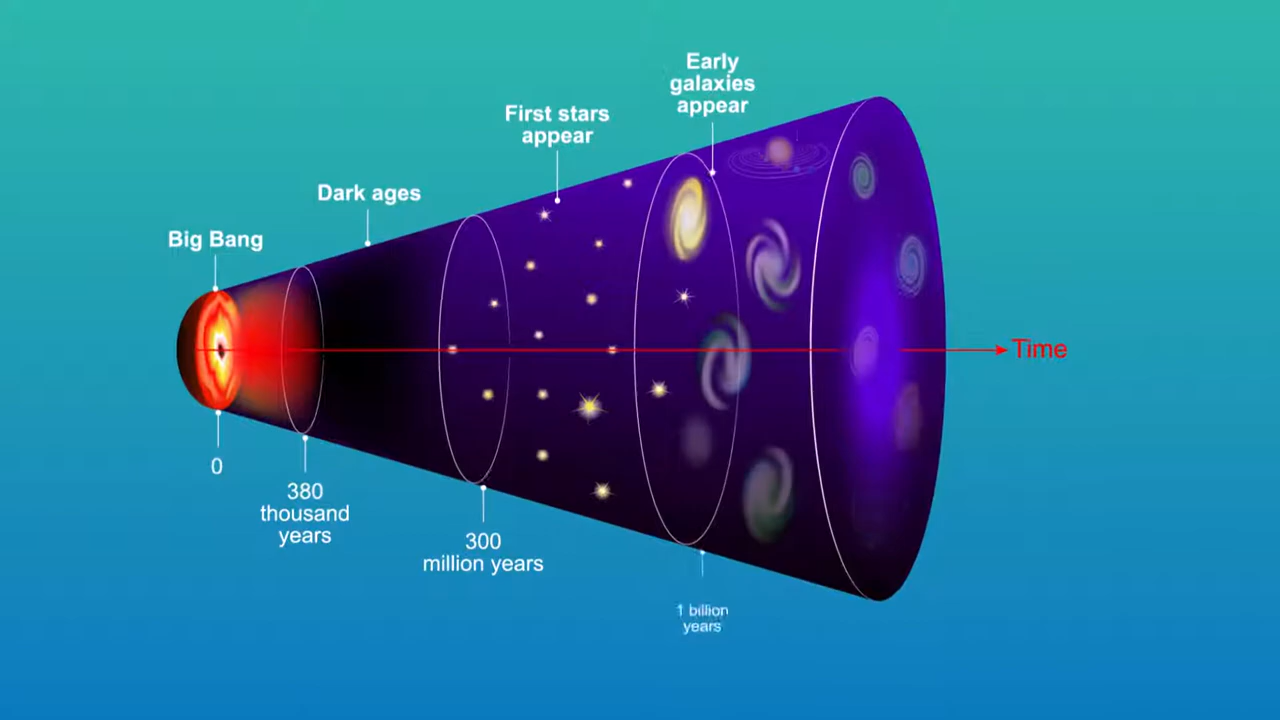 Early
galaxies
appear
First stars
appear
Dark ages
Big Bang
Time
0
380
thousand
years
300
million years
1 billion
years